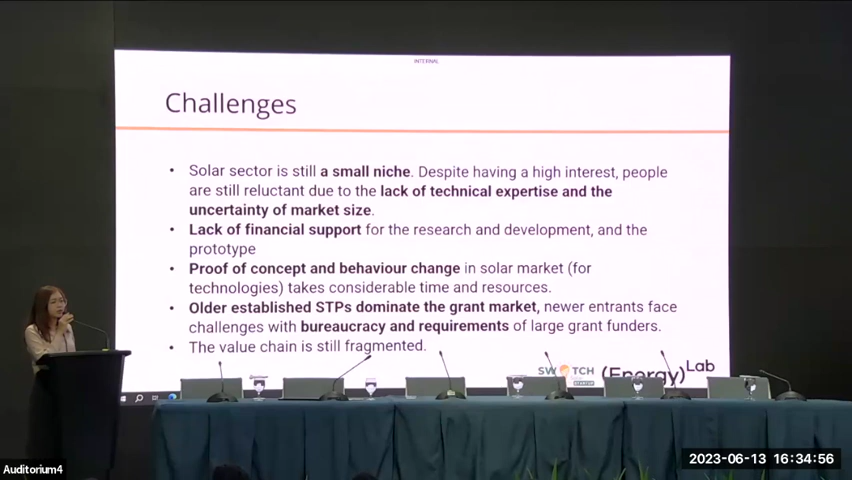 INTERNAL
Challenges
• Solar sector is still a small niche. Despite having a high interest, people
are still reluctant due to the lack of technical expertise and the
uncertainty of market size.
• Lack of financial support for the research and development, and the
prototype
• Proof of concept and behaviour change in solar market (for
technologies) takes considerable time and resources.
• Older established STPs dominate the grant market, newer entrants face
challenges with bureaucracy and requirements of large grant funders.
• The value chain is still fragmented.
SWITCH
STARTUP
(Energy)Lab
Auditorium4
2023-06-13 16:34:56